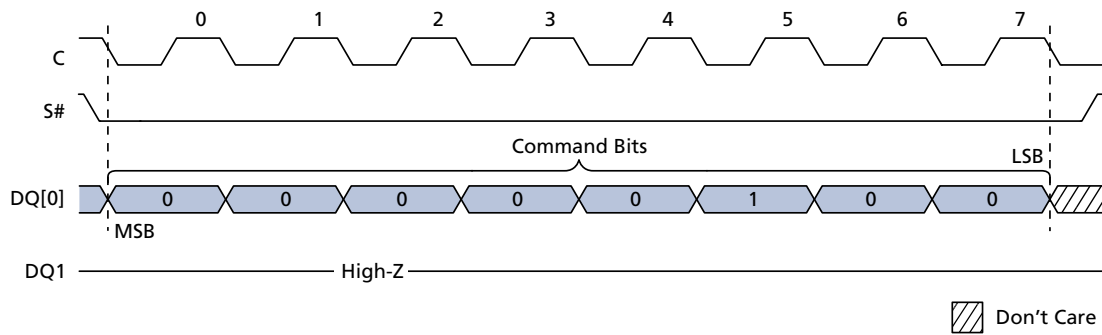 0 1 2 3 4 5 6 7
C
S#
Command Bits
LSB
DQ[0] 0 0 0 0 0 1 0 0
MSB
DQ1 High-Z
Don't Care